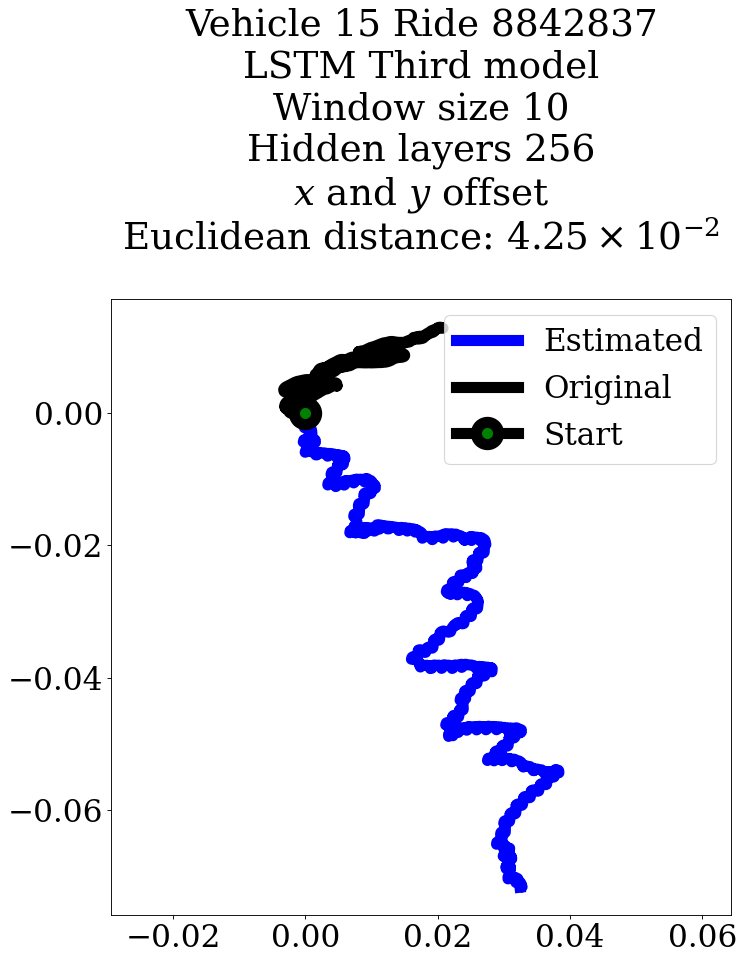 Vehicle 15 Ride 8842837
LSTM Third model
Window size 10
Hidden layers 256
x and y offset
Euclidean distance: 4.25 × 10⁻²
Estimated
Original
Start
0.00
−0.02
−0.04
−0.06
−0.02 0.00 0.02 0.04 0.06